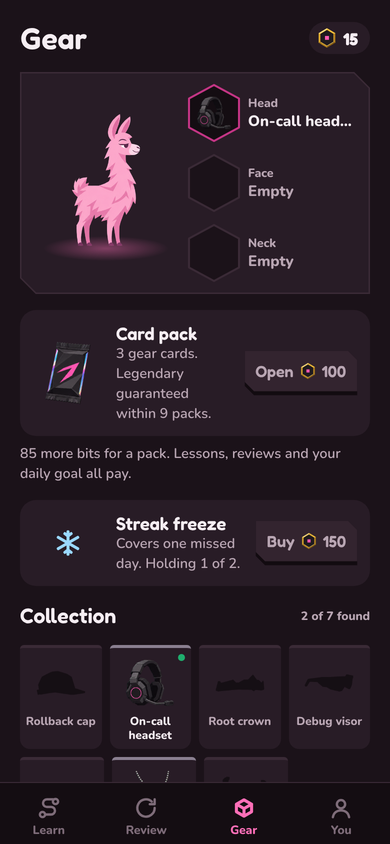 Gear
15
Head
On-call head...
Face
Empty
Neck
Empty
Card pack
3 gear cards.
Legendary
guaranteed
within 9 packs.
Open 100
85 more bits for a pack. Lessons, reviews and your
daily goal all pay.
Streak freeze
Covers one missed
day. Holding 1 of 2.
Buy 150
Collection
2 of 7 found
Rollback cap
On-call
headset
Root crown
Debug visor
Learn
Review
Gear
You